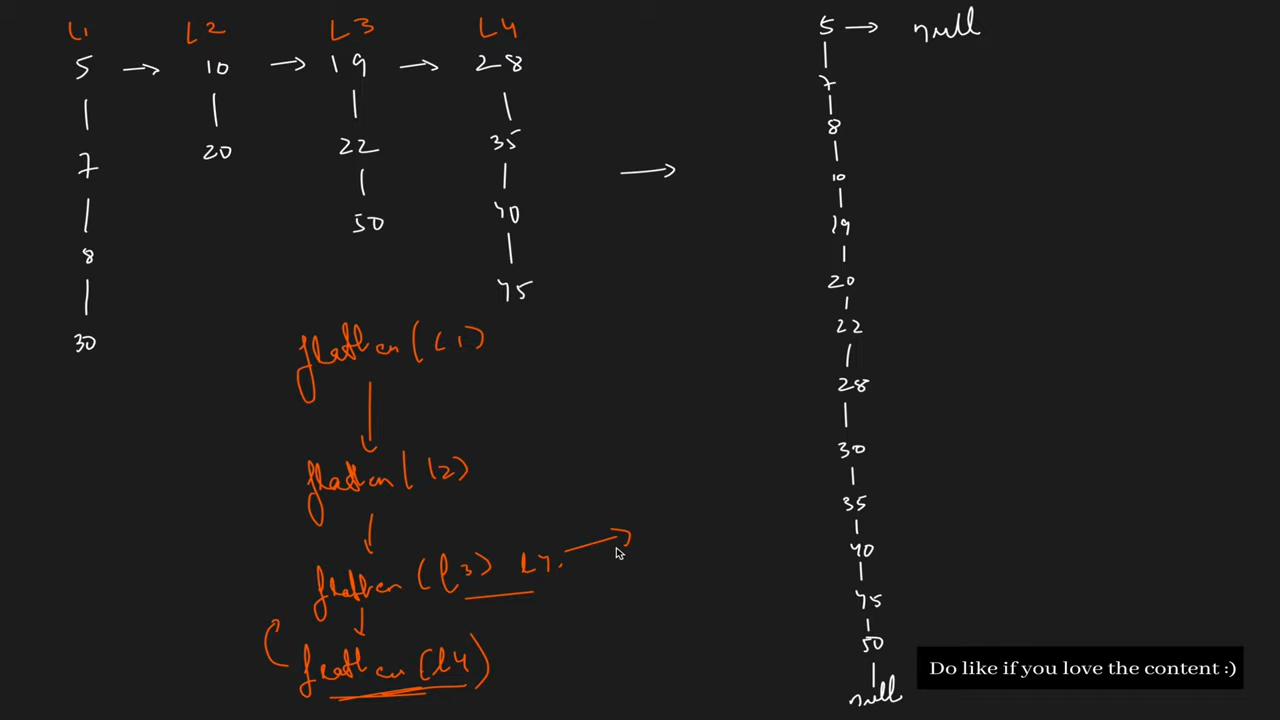 L1 L2 L3 L4
5 → 10 → 19 → 28
7 20 22 35
8 50 40
30 45
→
5 → null
7
8
10
19
20
22
28
30
35
40
45
50
null
flatten(L1)
flatten(L2)
flatten(l3) L4.
flatten(l4)
Do like if you love the content :)